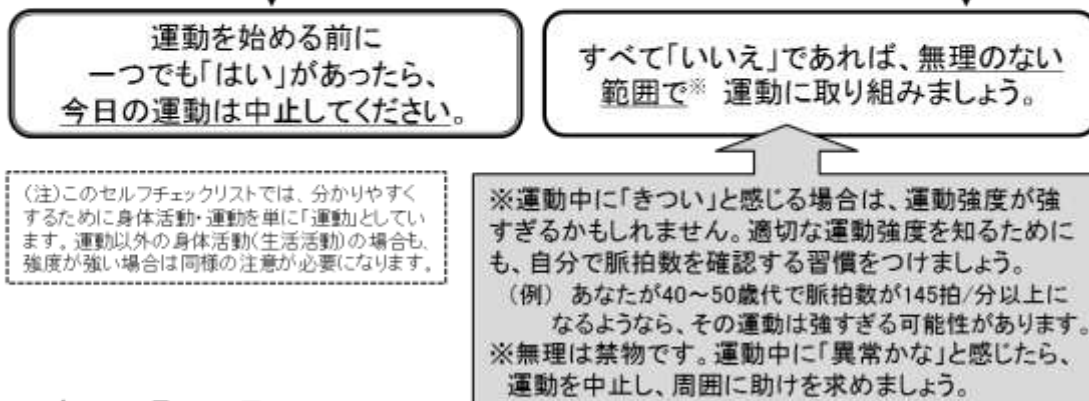 運動を始める前に
一つでも「はい」があったら、
今日の運動は中止してください。
すべて「いいえ」であれば、無理のない
範囲で※ 運動に取り組みましょう。
（注）このセルフチェックリストでは、分かりやすく
するために身体活動・運動を単に「運動」としてい
ます。運動以外の身体活動（生活活動）の場合も、
強度が強い場合は同様の注意が必要になります。
※運動中に「きつい」と感じる場合は、運動強度が強
すぎるかもしれません。適切な運動強度を知るために
も、自分で脈拍数を確認する習慣をつけましょう。
（例） あなたが40～50歳代で脈拍数が145拍/分以上に
なるようなら、その運動は強すぎる可能性があります。
※無理は禁物です。運動中に「異常かな」と感じたら、
運動を中止し、周囲に助けを求めましょう。